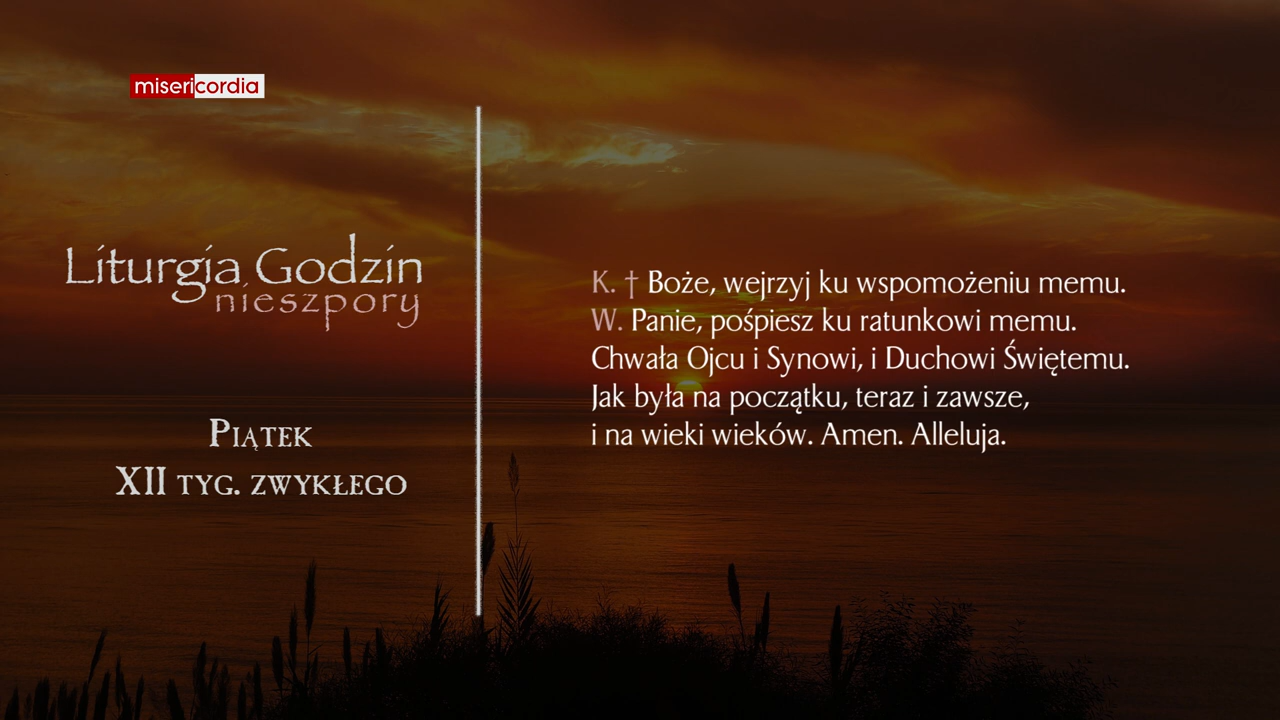 misericordia
Liturgia Godzin
nieszpory
Piątek
XII tyg. zwykłego
K. † Boże, wejrzyj ku wspomożeniu memu.
W. Panie, pośpiesz ku ratunkowi memu.
Chwała Ojcu i Synowi, i Duchowi Świętemu.
Jak była na początku, teraz i zawsze,
i na wieki wieków. Amen. Alleluja.